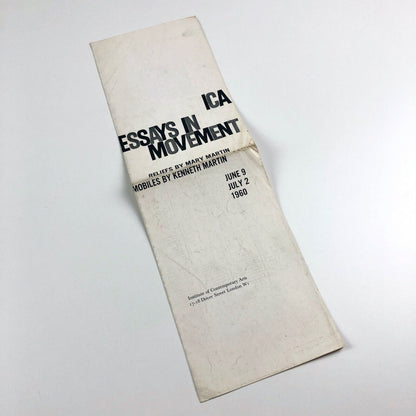 ICA
ESSAYS IN
MOVEMENT
RELIEFS BY MARY MARTIN
MOBILES BY KENNETH MARTIN
JUNE 9
JULY 2
1960
Institute of Contemporary Arts
17-18 Dover Street London W1